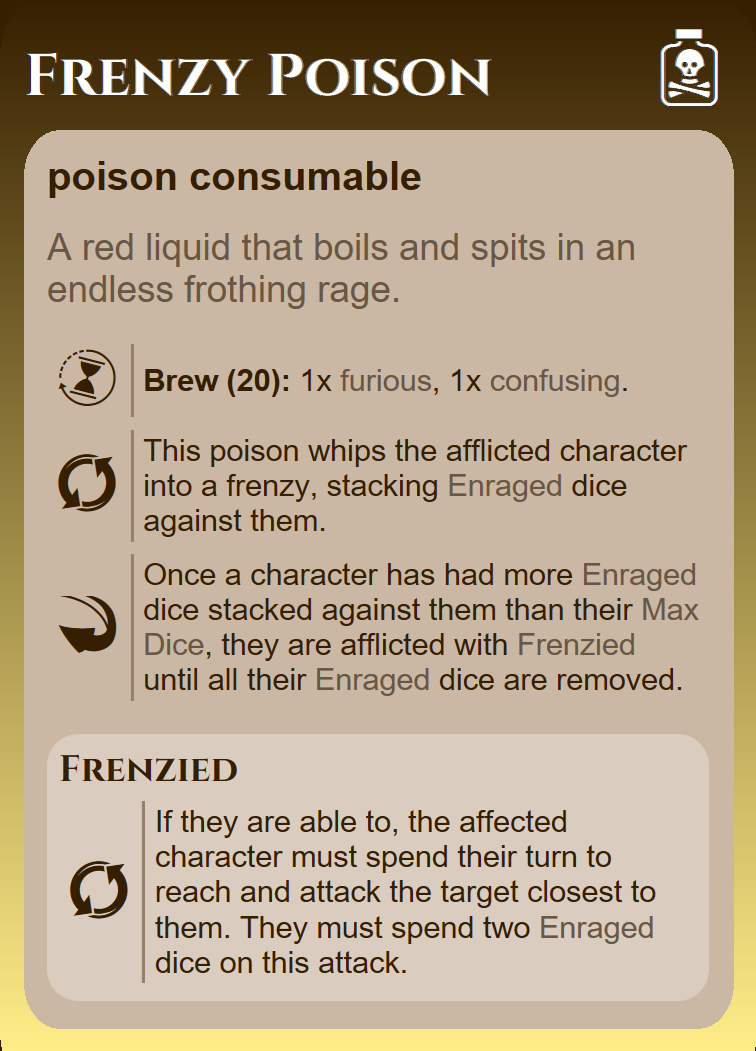 Frenzy Poison
poison consumable
A red liquid that boils and spits in an
endless frothing rage.
Brew (20): 1x furious, 1x confusing.
This poison whips the afflicted character
into a frenzy, stacking Enraged dice
against them.
Once a character has had more Enraged
dice stacked against them than their Max
Dice, they are afflicted with Frenzied
until all their Enraged dice are removed.
Frenzied
If they are able to, the affected
character must spend their turn to
reach and attack the target closest to
them. They must spend two Enraged
dice on this attack.